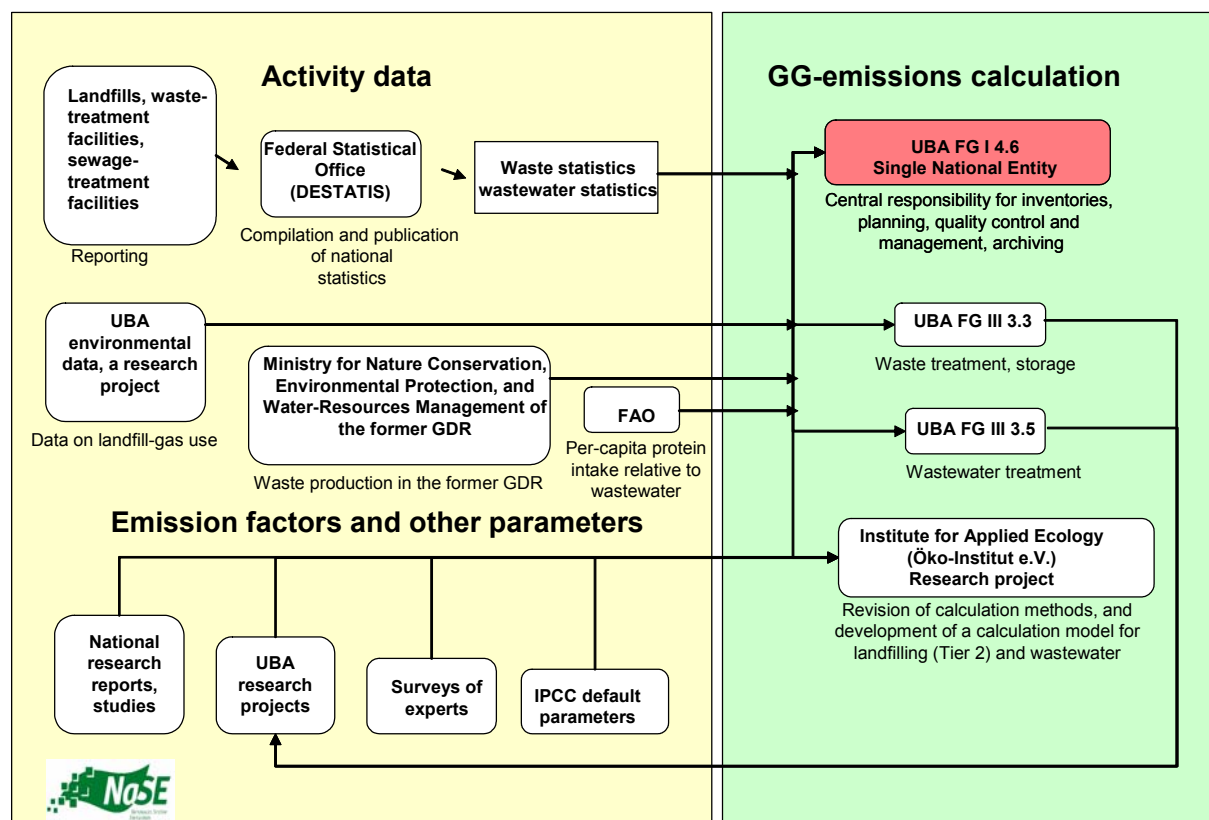 Activity data
Landfills, waste-
treatment
facilities,
sewage-
treatment
facilities
Reporting
Federal Statistical
Office
(DESTATIS)
Compilation and publication
of national
statistics
Waste statistics
wastewater statistics
UBA
environmental
data, a research
project
Data on landfill-gas use
Ministry for Nature Conservation,
Environmental Protection, and
Water-Resources Management of
the former GDR
Waste production in the former GDR
FAO
Per-capita protein
intake relative to
wastewater
Emission factors and other parameters
National
research
reports,
studies
UBA
research
projects
Surveys of
experts
IPCC default
parameters
NaSE
GG-emissions calculation
UBA FG I 4.6
Single National Entity
Central responsibility for inventories,
planning, quality control and
management, archiving
UBA FG III 3.3
Waste treatment, storage
UBA FG III 3.5
Wastewater treatment
Institute for Applied Ecology
(Öko-Institut e.V.)
Research project
Revision of calculation methods, and
development of a calculation model for
landfilling (Tier 2) and wastewater